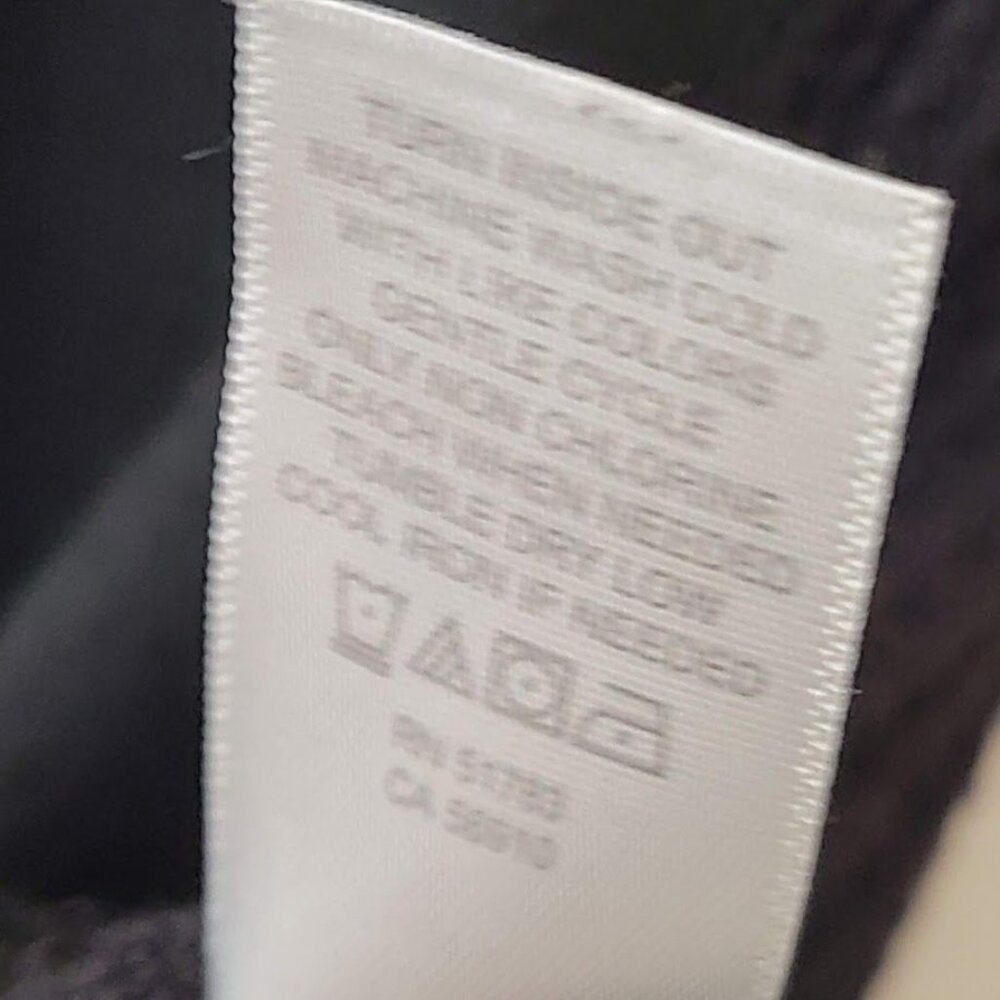 TURN INSIDE OUT
MACHINE WASH COLD
WITH LIKE COLORS
GENTLE CYCLE
ONLY NON CHLORINE
BLEACH WHEN NEEDED
TUMBLE DRY LOW
COOL IRON IF NEEDED
RN 51793
CA